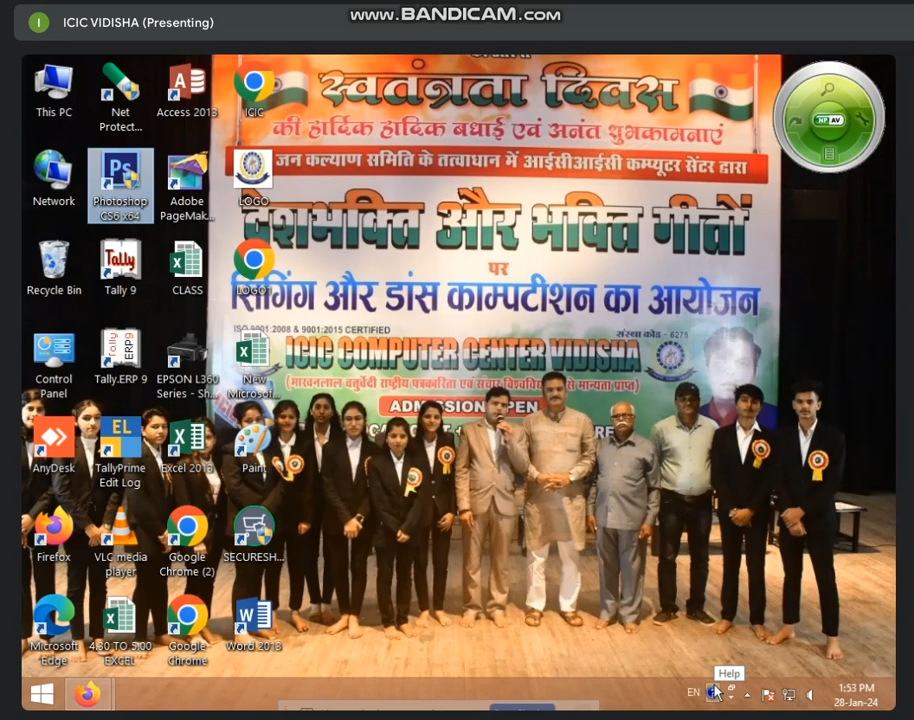 ICIC VIDISHA (Presenting)
I
WWW.BANDICAM.COM
This PC
Net
Protect...
Access 2013
ICIC
Network
Photoshop
CS6 x64
Adobe
PageMak...
LOGO
Recycle Bin
Tally 9
CLASS
LOGO1
Control
Panel
Tally.ERP 9
EPSON L360
Series - Sh...
New
Microsof...
AnyDesk
TallyPrime
Edit Log
Excel 2013
Paint
Firefox
VLC media
player
Google
Chrome (2)
SECURESH...
Microsoft
Edge
4.30 TO 5.00
EXCEL
Google
Chrome
Word 2013
NPAV
स्वतंत्रता दिवस
की हार्दिक हादिक बधाई एवं अनंत शुभकामनाएं
जन कल्याण समिति के तत्वाधान में आईसीआईसी कम्प्यूटर सेंटर द्वारा
देशभक्ति और भक्ति गीतों
पर
सिंगिंग और डांस काम्पटीशन का आयोजन
ISO 9001:2008 & 9001:2015 CERTIFIED
संस्था कोड - 6275
ICIC COMPUTER CENTER VIDISHA
ADMISSION OPEN
Help
EN
1:53 PM
28-Jan-24